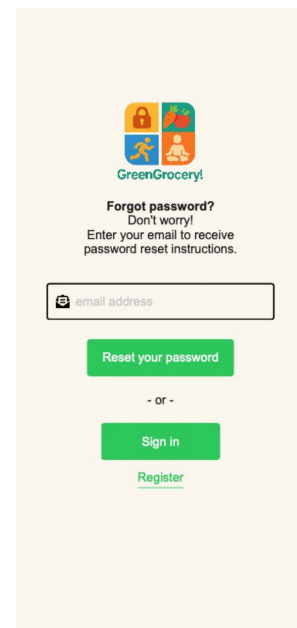 GreenGrocery!
Forgot password?
Don't worry!
Enter your email to receive
password reset instructions.
email address
Reset your password
- or -
Sign in
Register